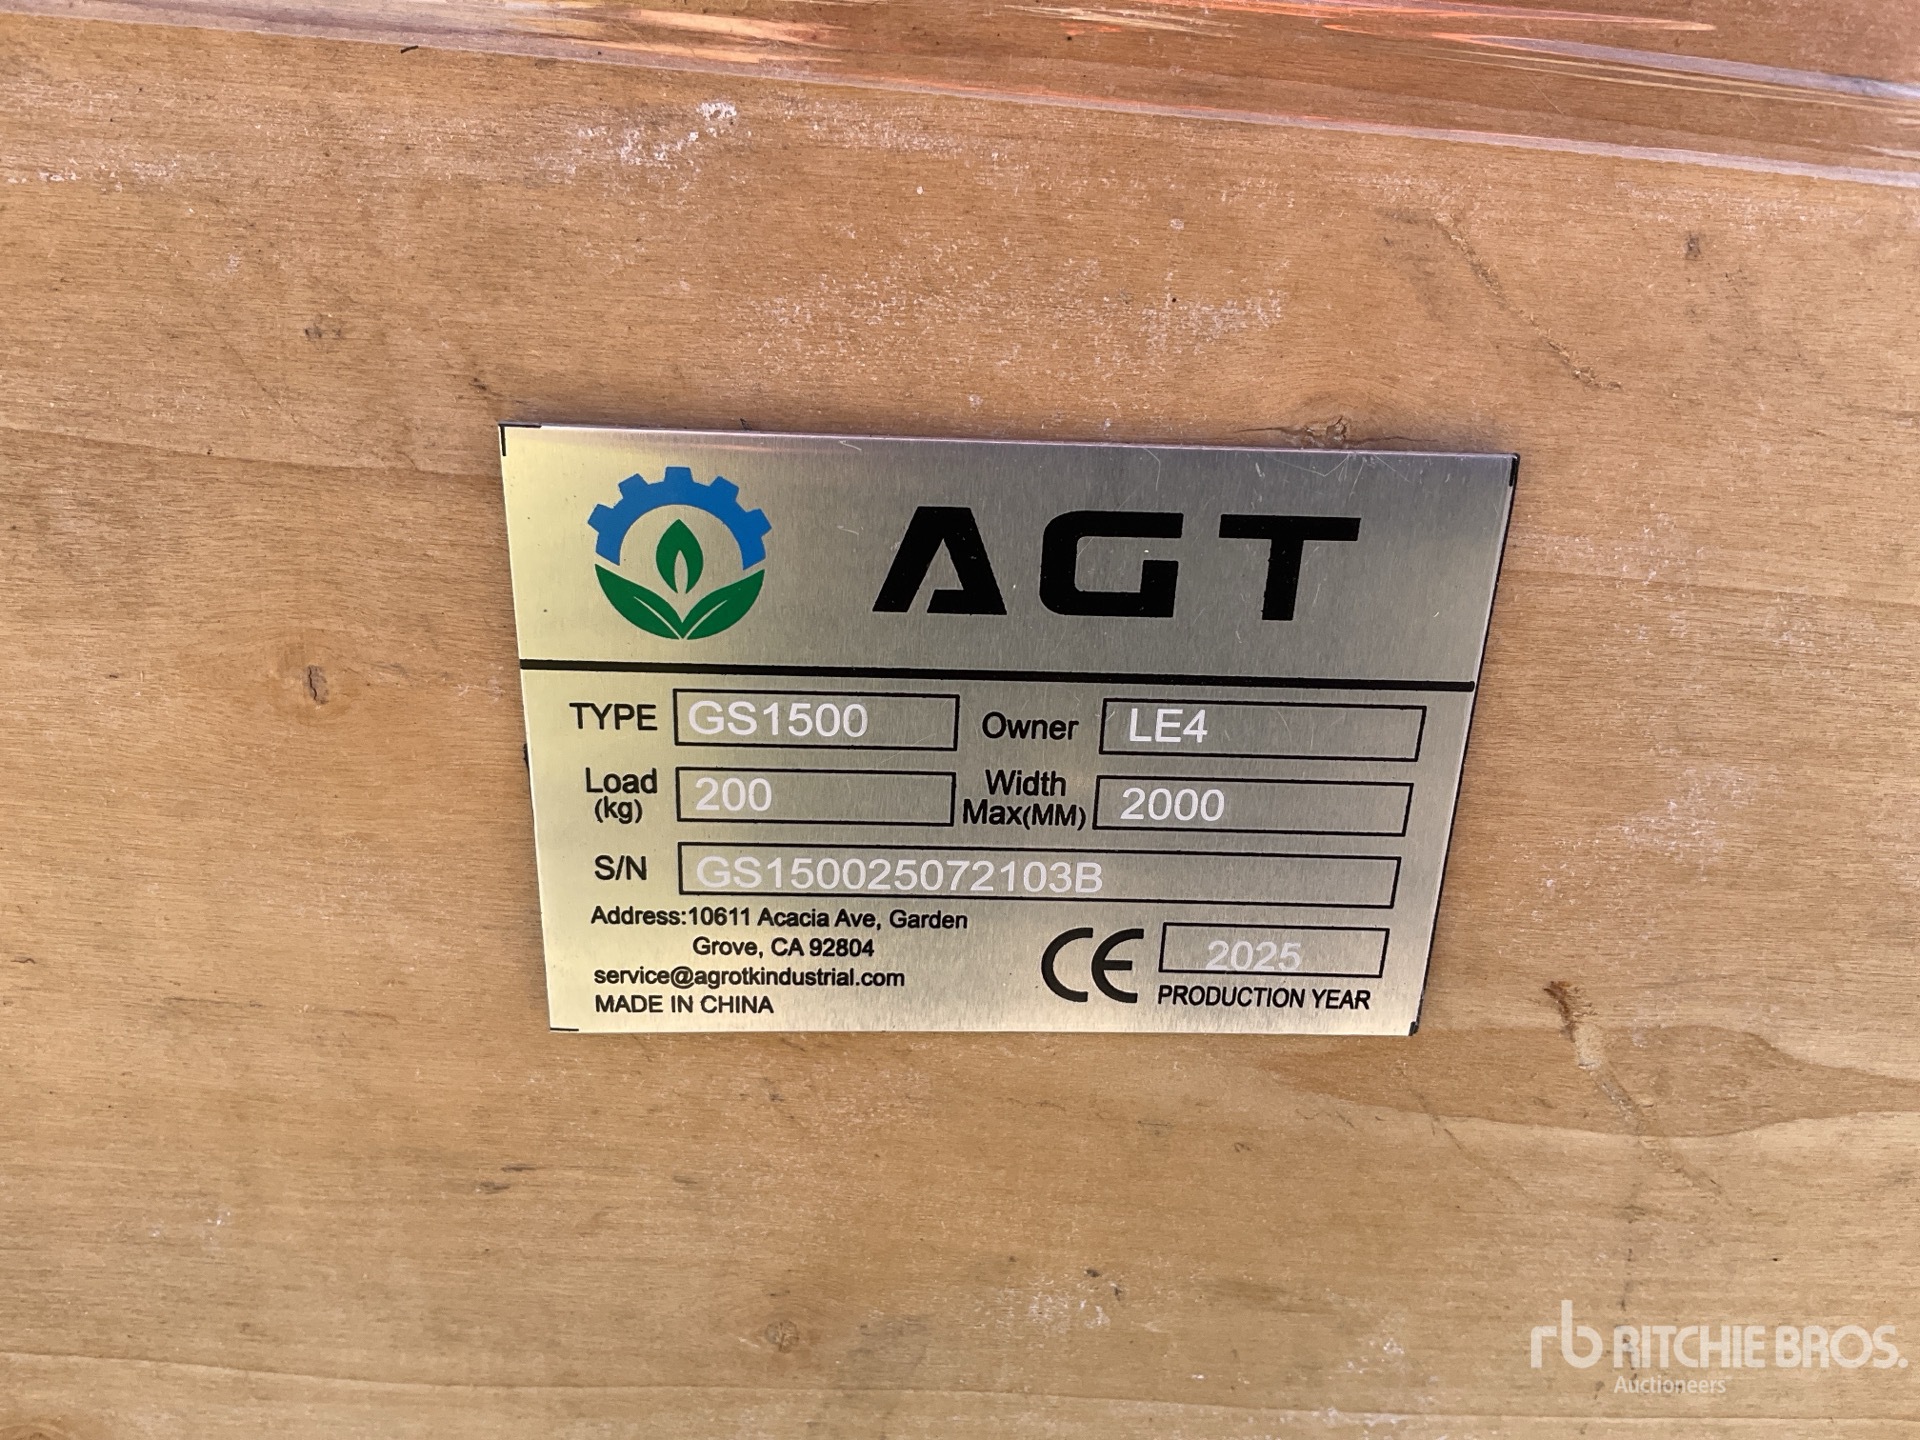 AGT
TYPE GS1500 Owner LE4
Load (kg) 200 Width Max(MM) 2000
S/N GS150025072103B
Address:10611 Acacia Ave, Garden
Grove, CA 92804
service@agrotkindustrial.com
MADE IN CHINA
CE 2025
PRODUCTION YEAR
rb RITCHIE BROS.
Auctioneers